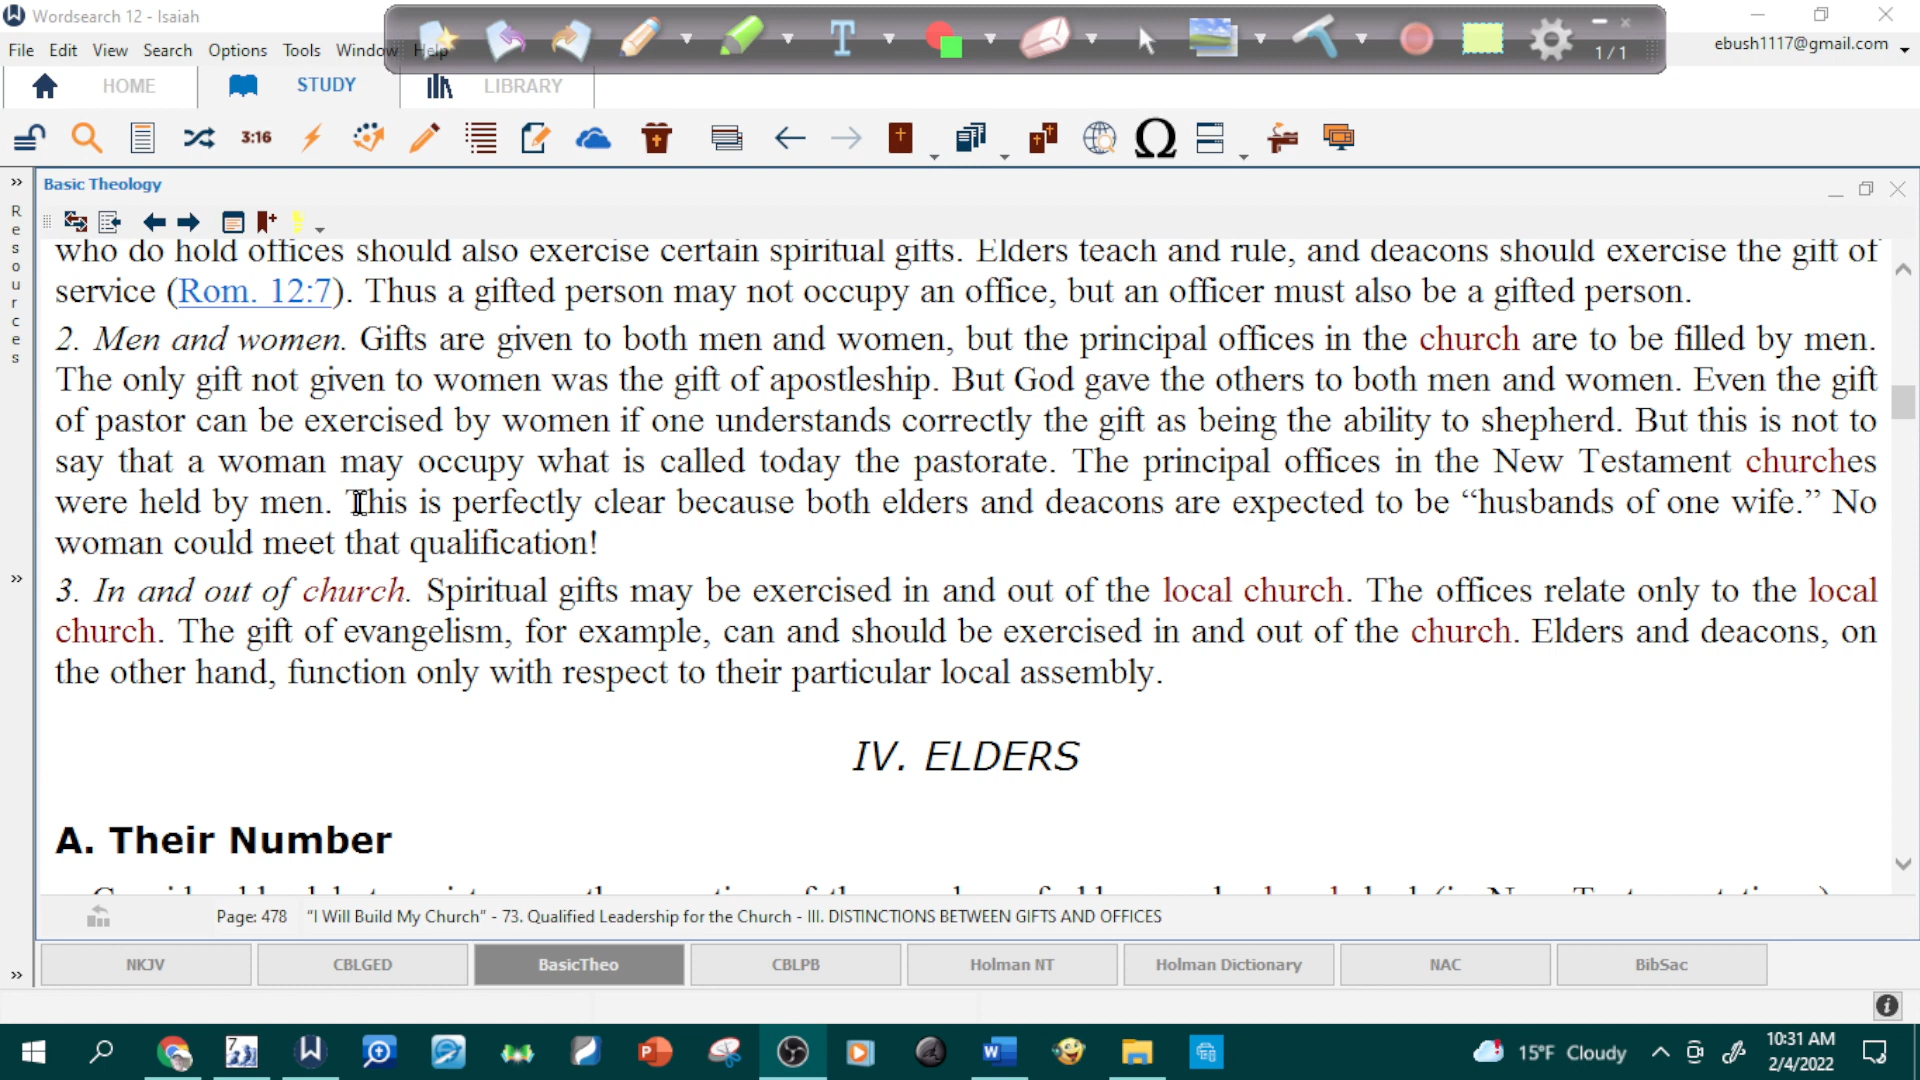 Wordsearch 12 - Isaiah
File Edit View Search Options Tools Window Help
1/1
ebush1117@gmail.com
HOME STUDY LIBRARY
3:16
Resources
Basic Theology
who do hold offices should also exercise certain spiritual gifts. Elders teach and rule, and deacons should exercise the gift of
service (Rom. 12:7). Thus a gifted person may not occupy an office, but an officer must also be a gifted person.
2. Men and women. Gifts are given to both men and women, but the principal offices in the church are to be filled by men.
The only gift not given to women was the gift of apostleship. But God gave the others to both men and women. Even the gift
of pastor can be exercised by women if one understands correctly the gift as being the ability to shepherd. But this is not to
say that a woman may occupy what is called today the pastorate. The principal offices in the New Testament churches
were held by men. This is perfectly clear because both elders and deacons are expected to be “husbands of one wife.” No
woman could meet that qualification!
3. In and out of church. Spiritual gifts may be exercised in and out of the local church. The offices relate only to the local
church. The gift of evangelism, for example, can and should be exercised in and out of the church. Elders and deacons, on
the other hand, function only with respect to their particular local assembly.
IV. ELDERS
A. Their Number
Page: 478 "I Will Build My Church" - 73. Qualified Leadership for the Church - III. DISTINCTIONS BETWEEN GIFTS AND OFFICES
NKJV CBLGED BasicTheo CBLPB Holman NT Holman Dictionary NAC BibSac
15°F Cloudy
10:31 AM
2/4/2022